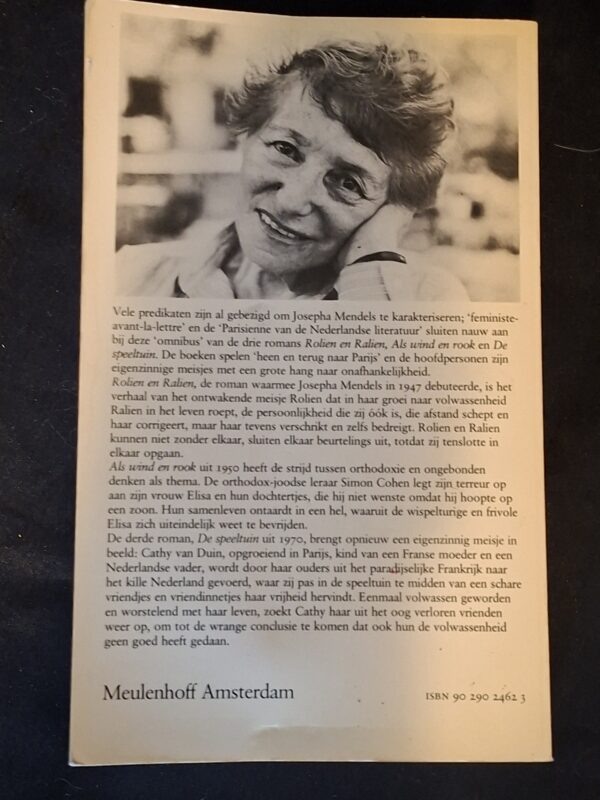 Vele predikaten zijn al gebezigd om Josepha Mendels te karakteriseren; 'feministe-
avant-la-lettre' en de 'Parisienne van de Nederlandse literatuur' sluiten nauw aan
bij deze 'omnibus' van de drie romans Rolien en Ralien, Als wind en rook en De
speeltuin. De boeken spelen 'heen en terug naar Parijs' en de hoofdpersonen zijn
eigenzinnige meisjes met een grote hang naar onafhankelijkheid.
Rolien en Ralien, de roman waarmee Josepha Mendels in 1947 debuteerde, is het
verhaal van het ontwakende meisje Rolien dat in haar groei naar volwassenheid
Ralien in het leven roept, de persoonlijkheid die zij óók is, die afstand schept en
haar corrigeert, maar haar tevens verschrikt en zelfs bedreigt. Rolien en Ralien
kunnen niet zonder elkaar, sluiten elkaar beurtelings uit, totdat zij tenslotte in
elkaar opgaan.
Als wind en rook uit 1950 heeft de strijd tussen orthodoxie en ongebonden
denken als thema. De orthodox-joodse leraar Simon Cohen legt zijn terreur op
aan zijn vrouw Elisa en hun dochtertjes, die hij niet wenste omdat hij hoopte op
een zoon. Hun samenleven ontaardt in een hel, waaruit de wispelturige en frivole
Elisa zich uiteindelijk weet te bevrijden.
De derde roman, De speeltuin uit 1970, brengt opnieuw een eigenzinnig meisje in
beeld: Cathy van Duin, opgroeiend in Parijs, kind van een Franse moeder en een
Nederlandse vader, wordt door haar ouders uit het paradijselijke Frankrijk naar
het kille Nederland gevoerd, waar zij pas in de speeltuin te midden van een schare
vriendjes en vriendinnetjes haar vrijheid hervindt. Eenmaal volwassen geworden
en worstelend met haar leven, zoekt Cathy haar uit het oog verloren vrienden
weer op, om tot de wrange conclusie te komen dat ook hun de volwassenheid
geen goed heeft gedaan.
Meulenhoff Amsterdam
ISBN 90 290 2462 3